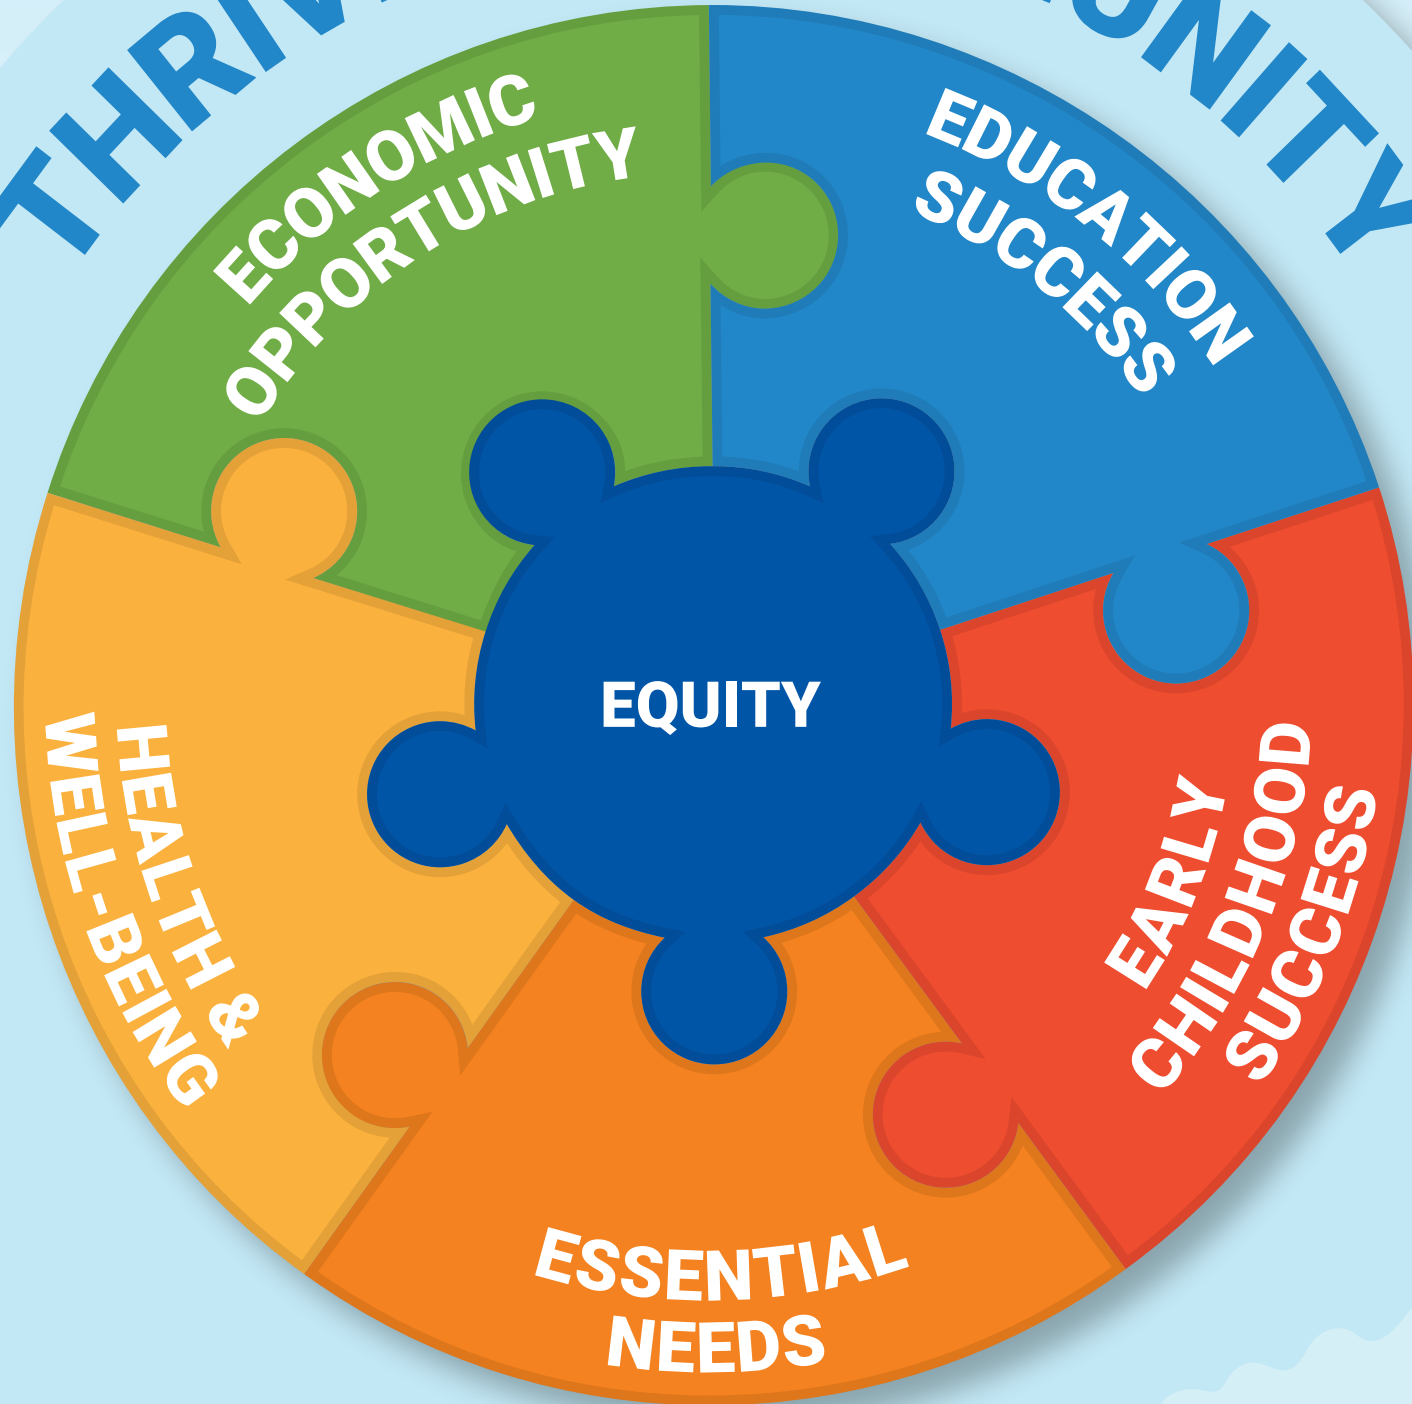 ECONOMIC
OPPORTUNITY
EDUCATION
SUCCESS
EQUITY
HEALTH &
WELL-BEING
EARLY
CHILDHOOD
SUCCESS
ESSENTIAL
NEEDS